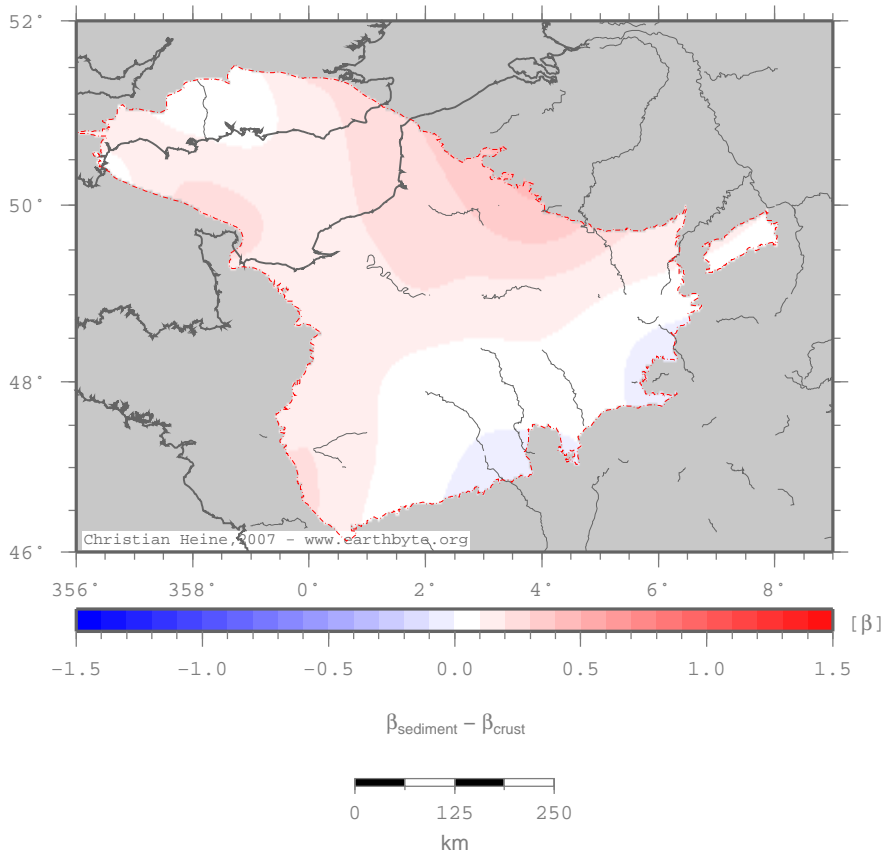 52°
50°
48°
46°
Christian Heine, 2007 - www.earthbyte.org
356° 358° 0° 2° 4° 6° 8°
[β]
-1.5 -1.0 -0.5 0.0 0.5 1.0 1.5
βsediment – βcrust
0 125 250
km